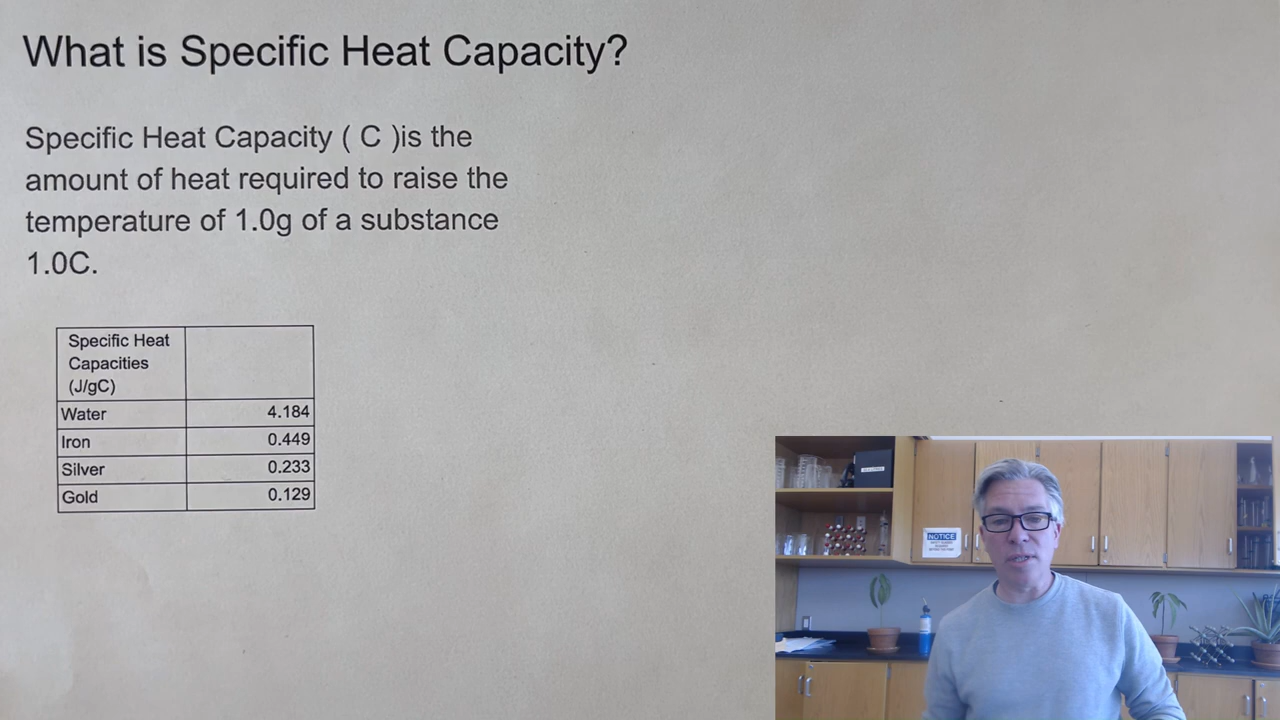 What is Specific Heat Capacity?
Specific Heat Capacity ( C )is the
amount of heat required to raise the
temperature of 1.0g of a substance
1.0C.
Specific Heat
Capacities
(J/gC)
Water 4.184
Iron 0.449
Silver 0.233
Gold 0.129
NOTICE